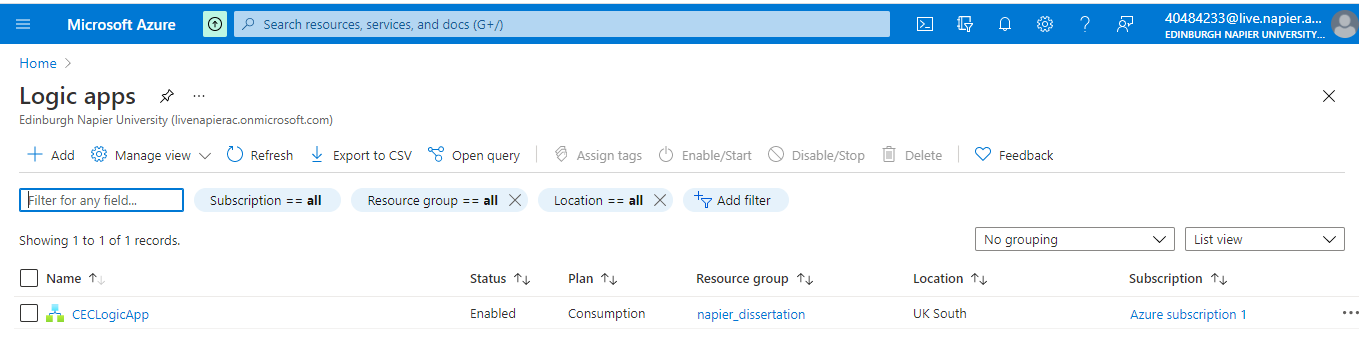 Microsoft Azure
Search resources, services, and docs (G+/)
40484233@live.napier.a...
EDINBURGH NAPIER UNIVERSITY...
Home >
Logic apps ...
Edinburgh Napier University (livenapierac.onmicrosoft.com)
+ Add Manage view Refresh Export to CSV Open query Assign tags Enable/Start Disable/Stop Delete Feedback
Filter for any field... Subscription == all Resource group == all Location == all Add filter
Showing 1 to 1 of 1 records. No grouping List view
Name Status Plan Resource group Location Subscription
CECLogicApp Enabled Consumption napier_dissertation UK South Azure subscription 1 ...